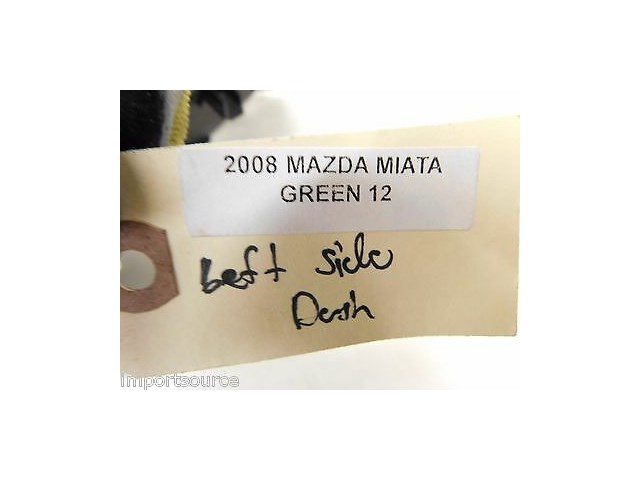 2008 MAZDA MIATA
GREEN 12
Left side
Dash
importsource